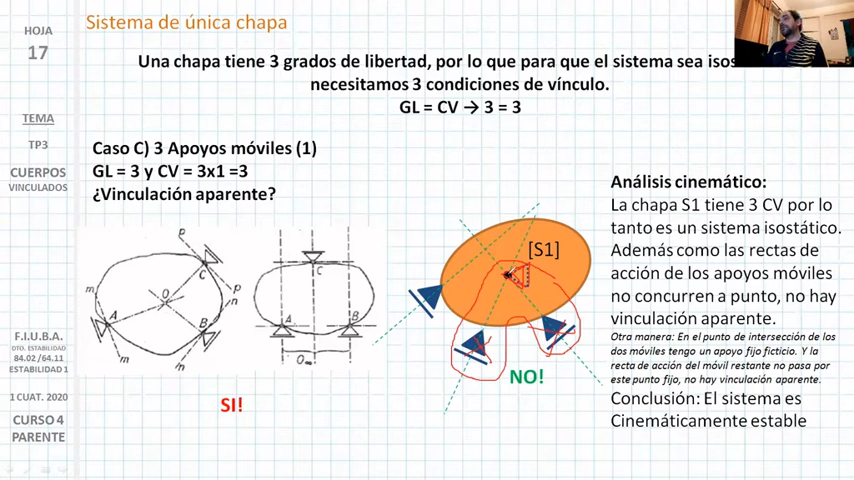 HOJA
17
TEMA
TP3
CUERPOS
VINCULADOS
F.I.U.B.A.
DTO. ESTABILIDAD
84.02 /64.11
ESTABILIDAD 1
1 CUAT. 2020
CURSO 4
PARENTE
Sistema de única chapa
Una chapa tiene 3 grados de libertad, por lo que para que el sistema sea
necesitamos 3 condiciones de vínculo.
GL = CV → 3 = 3
Caso C) 3 Apoyos móviles (1)
GL = 3 y CV = 3x1 =3
¿Vinculación aparente?
p
C
O
p
m
n
A
B
m
n
C
A
B
O∞
SI!
[S1]
NO!
Análisis cinemático:
La chapa S1 tiene 3 CV por lo
tanto es un sistema isostático.
Además como las rectas de
acción de los apoyos móviles
no concurren a punto, no hay
vinculación aparente.
Otra manera: En el punto de intersección de los
dos móviles tengo un apoyo fijo ficticio. Y la
recta de acción del móvil restante no pasa por
este punto fijo, no hay vinculación aparente.
Conclusión: El sistema es
Cinemáticamente estable